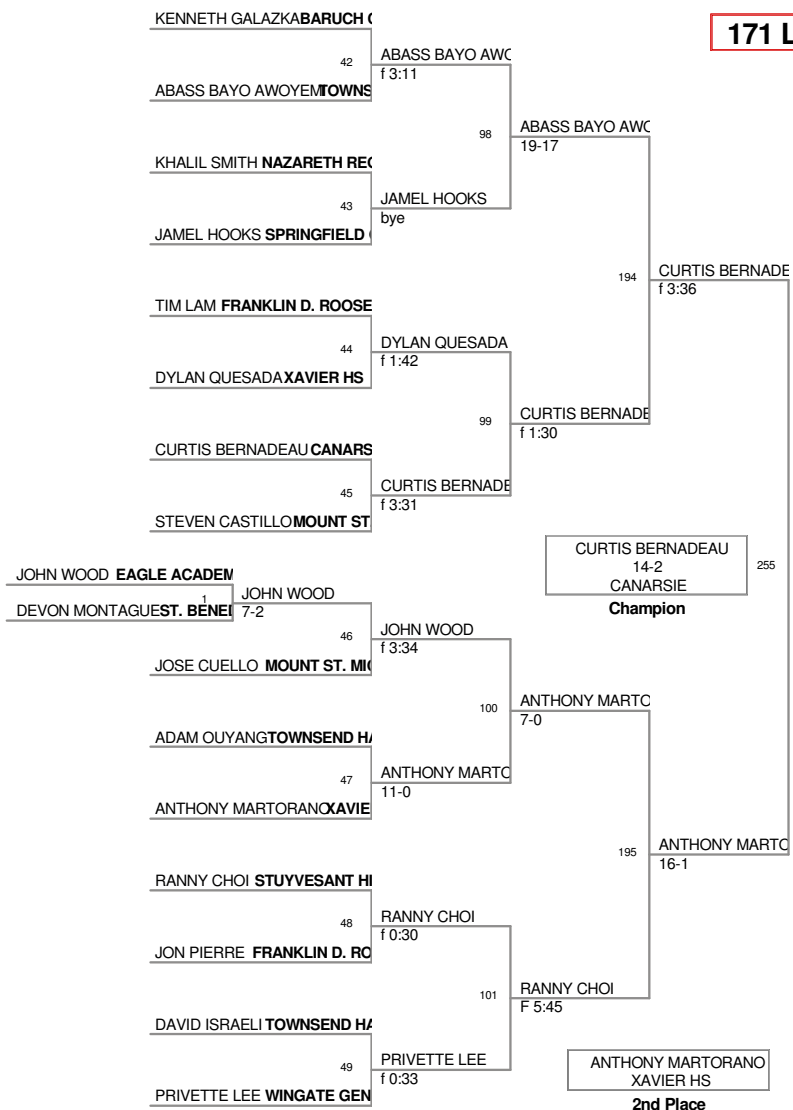 KENNETH GALAZKA BARUCH
171
42
ABASS BAYO
f 3:11
ABASS BAYO AWOYEM TOWNS
98
ABASS BAYO
19-17
KHALIL SMITH NAZARETH
43
JAMEL HOOKS
bye
JAMEL HOOKS SPRINGFIELD
194
CURTIS BERNADE
f 3:36
TIM LAM FRANKLIN D. ROOSE
44
DYLAN QUESADA
f 1:42
DYLAN QUESADA XAVIER HS
99
CURTIS BERNADE
f 1:30
CURTIS BERNADEAU CANARS
45
CURTIS BERNADE
f 3:31
STEVEN CASTILLO MOUNT ST
CURTIS BERNADEAU
14-2
CANARSIE
255
Champion
JOHN WOOD EAGLE ACADEM
1
JOHN WOOD
7-2
DEVON MONTAGUE ST.
46
JOHN WOOD
f 3:34
JOSE CUELLO MOUNT ST.
100
ANTHONY MARTO
7-0
ADAM OUYANG TOWNSEND
47
ANTHONY MARTO
11-0
ANTHONY MARTORANO XAVIE
195
ANTHONY MARTO
16-1
RANNY CHOI STUYVESANT
48
RANNY CHOI
f 0:30
JON PIERRE FRANKLIN D. RO
101
RANNY CHOI
F 5:45
DAVID ISRAELI TOWNSEND
49
PRIVETTE LEE
f 0:33
PRIVETTE LEE WINGATE GEN
ANTHONY MARTORANO
XAVIER HS
2nd Place